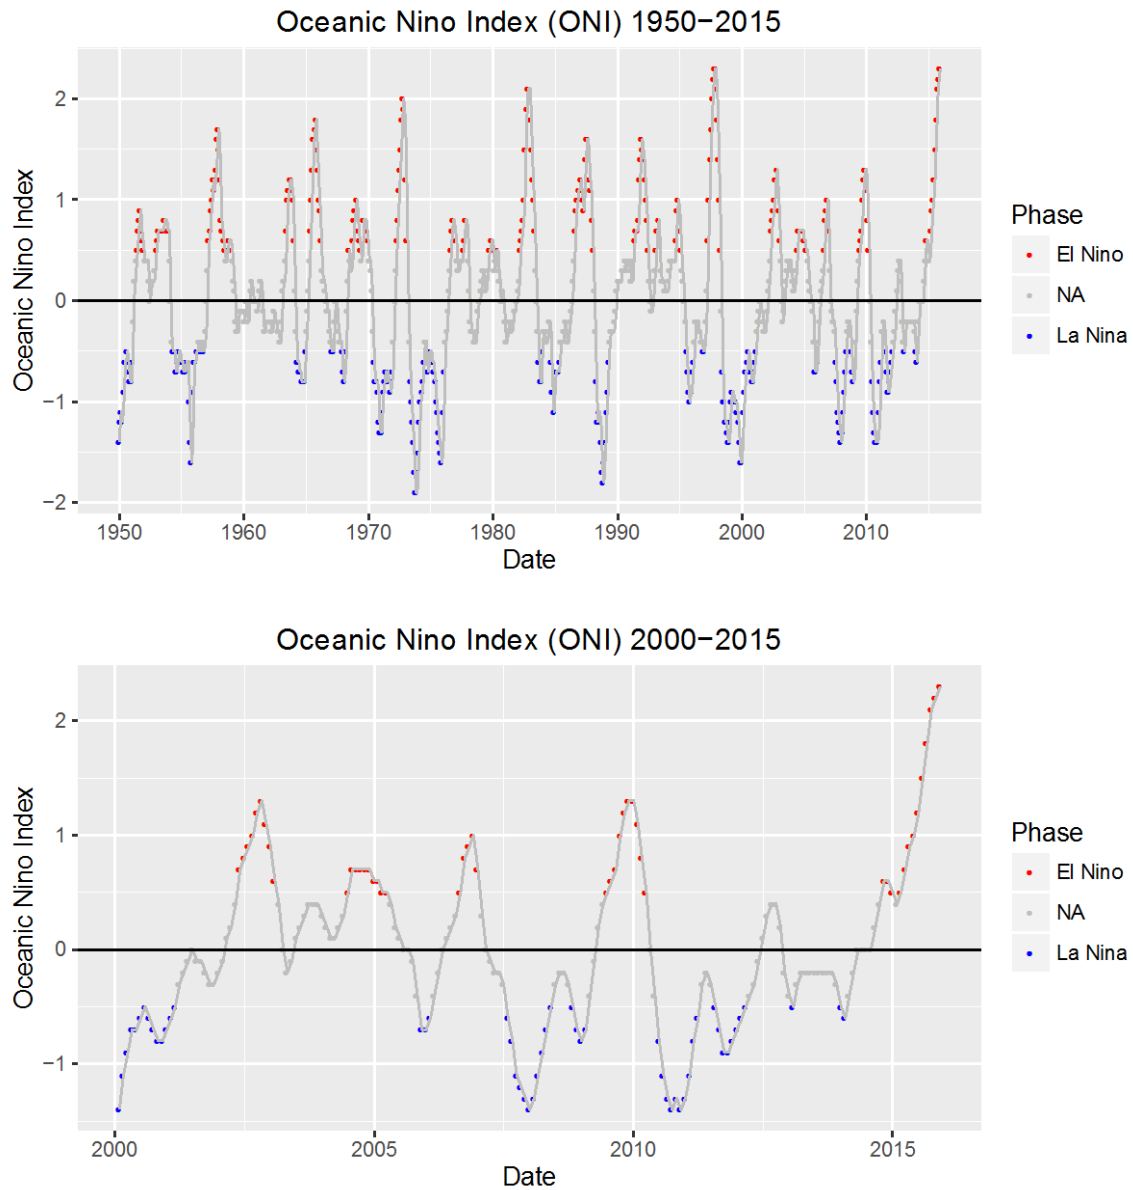 Oceanic Nino Index (ONI) 1950−2015
Oceanic Nino Index
2
1
0
−1
−2
1950 1960 1970 1980 1990 2000 2010
Date
Phase
El Nino
NA
La Nina
Oceanic Nino Index (ONI) 2000−2015
Oceanic Nino Index
2
1
0
−1
2000 2005 2010 2015
Date
Phase
El Nino
NA
La Nina